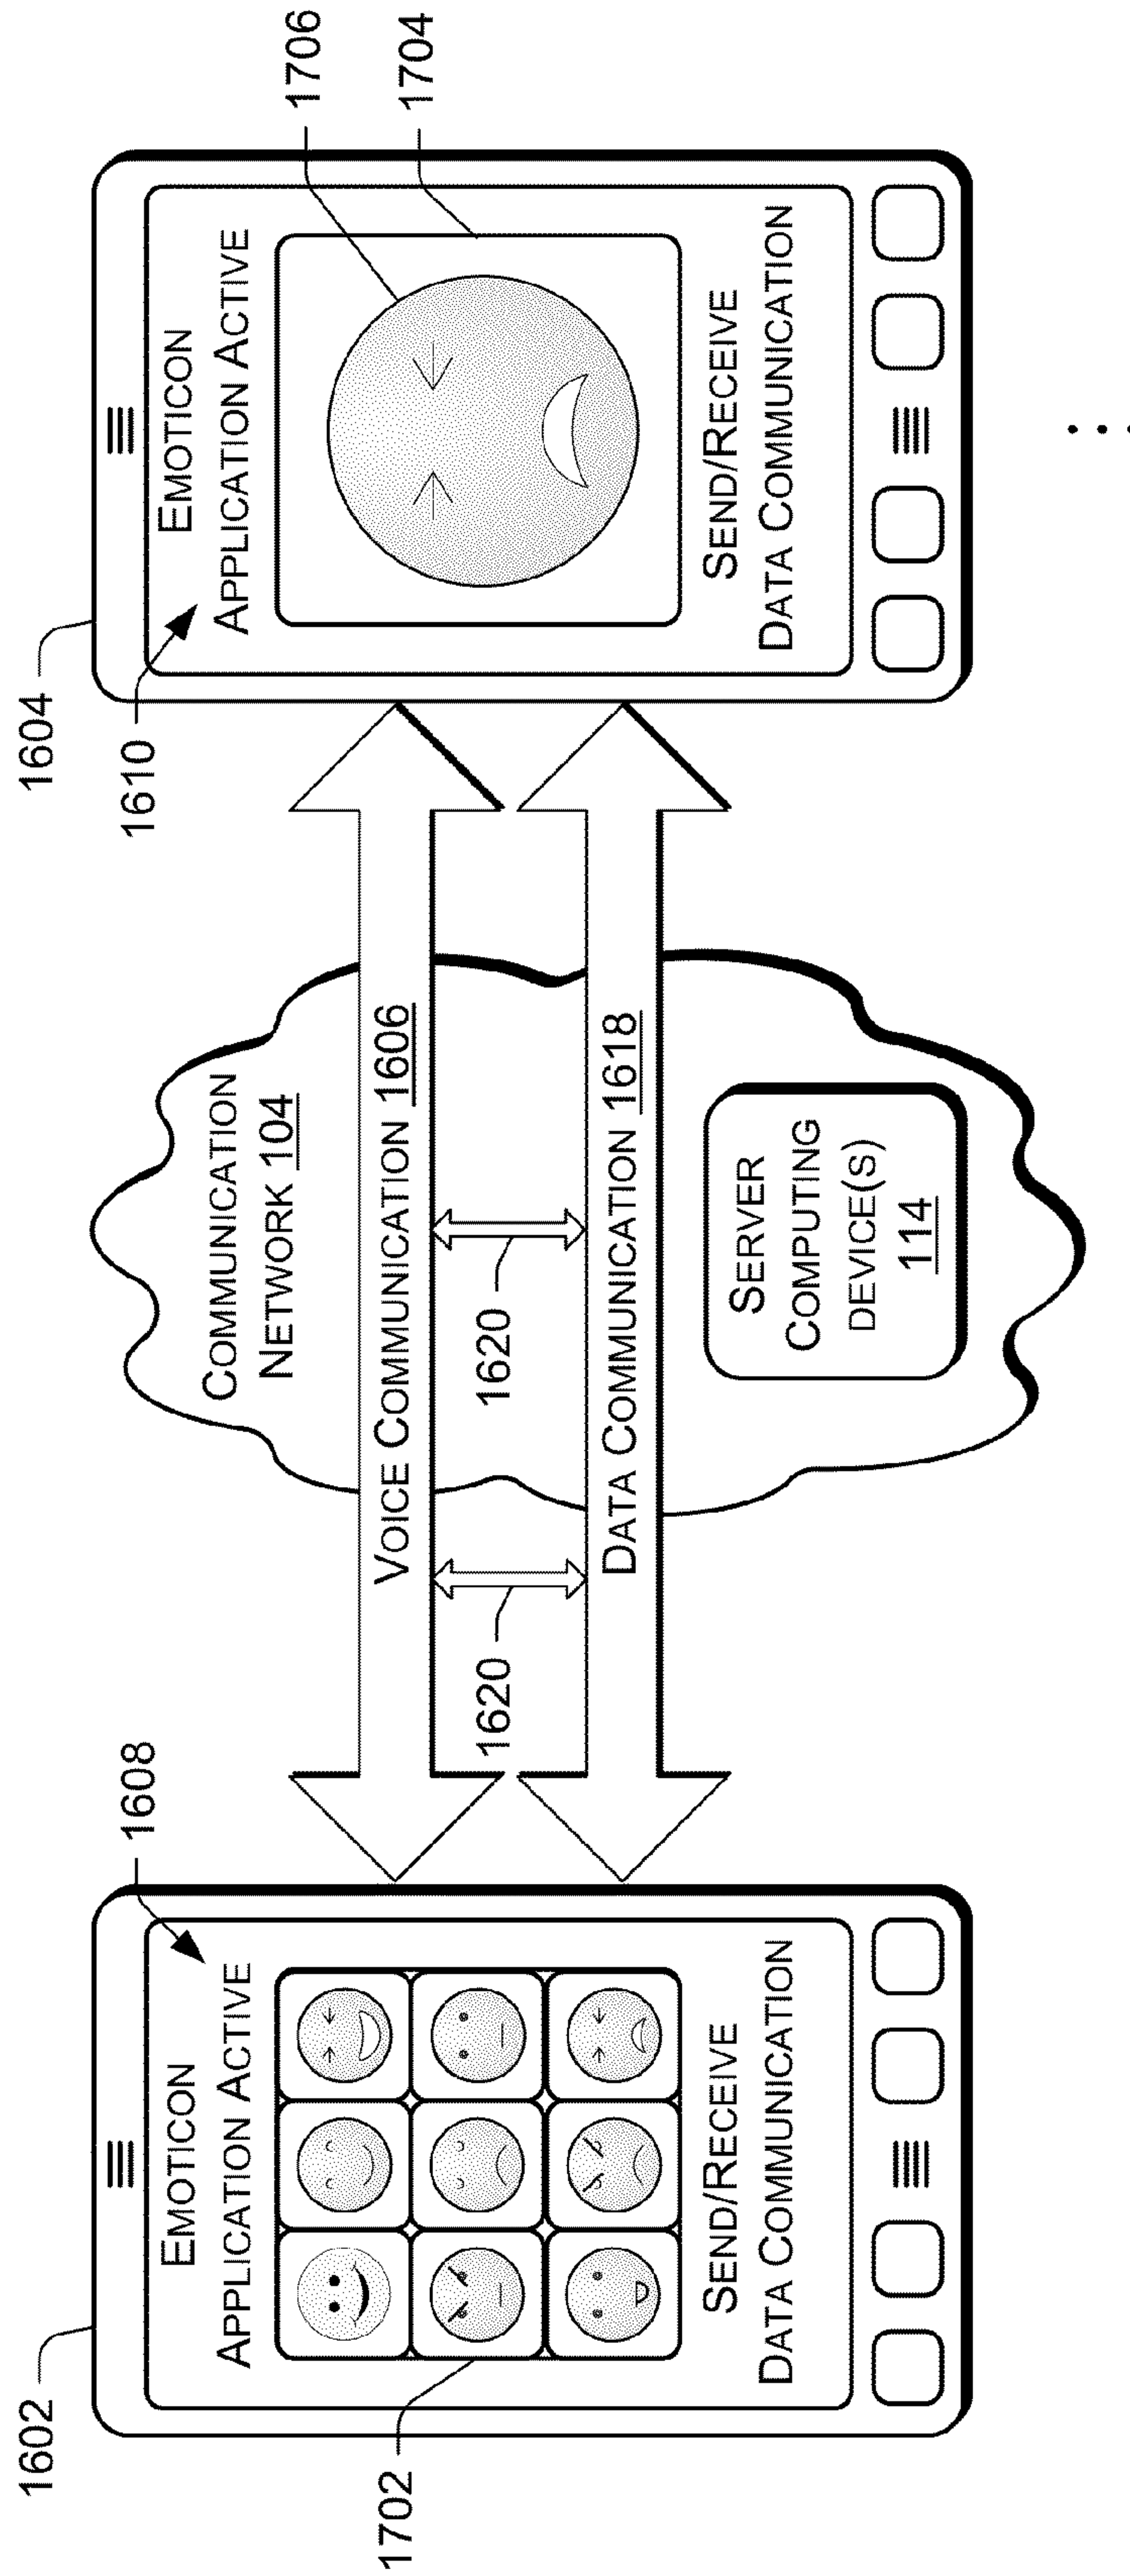 1602
1608
EMOTICON
APPLICATION ACTIVE
1702
SEND/RECEIVE
DATA COMMUNICATION
COMMUNICATION
NETWORK 104
VOICE COMMUNICATION 1606
1620
1620
DATA COMMUNICATION 1618
SERVER
COMPUTING
DEVICE(S)
114
1604
1610
EMOTICON
APPLICATION ACTIVE
1706
1704
SEND/RECEIVE
DATA COMMUNICATION